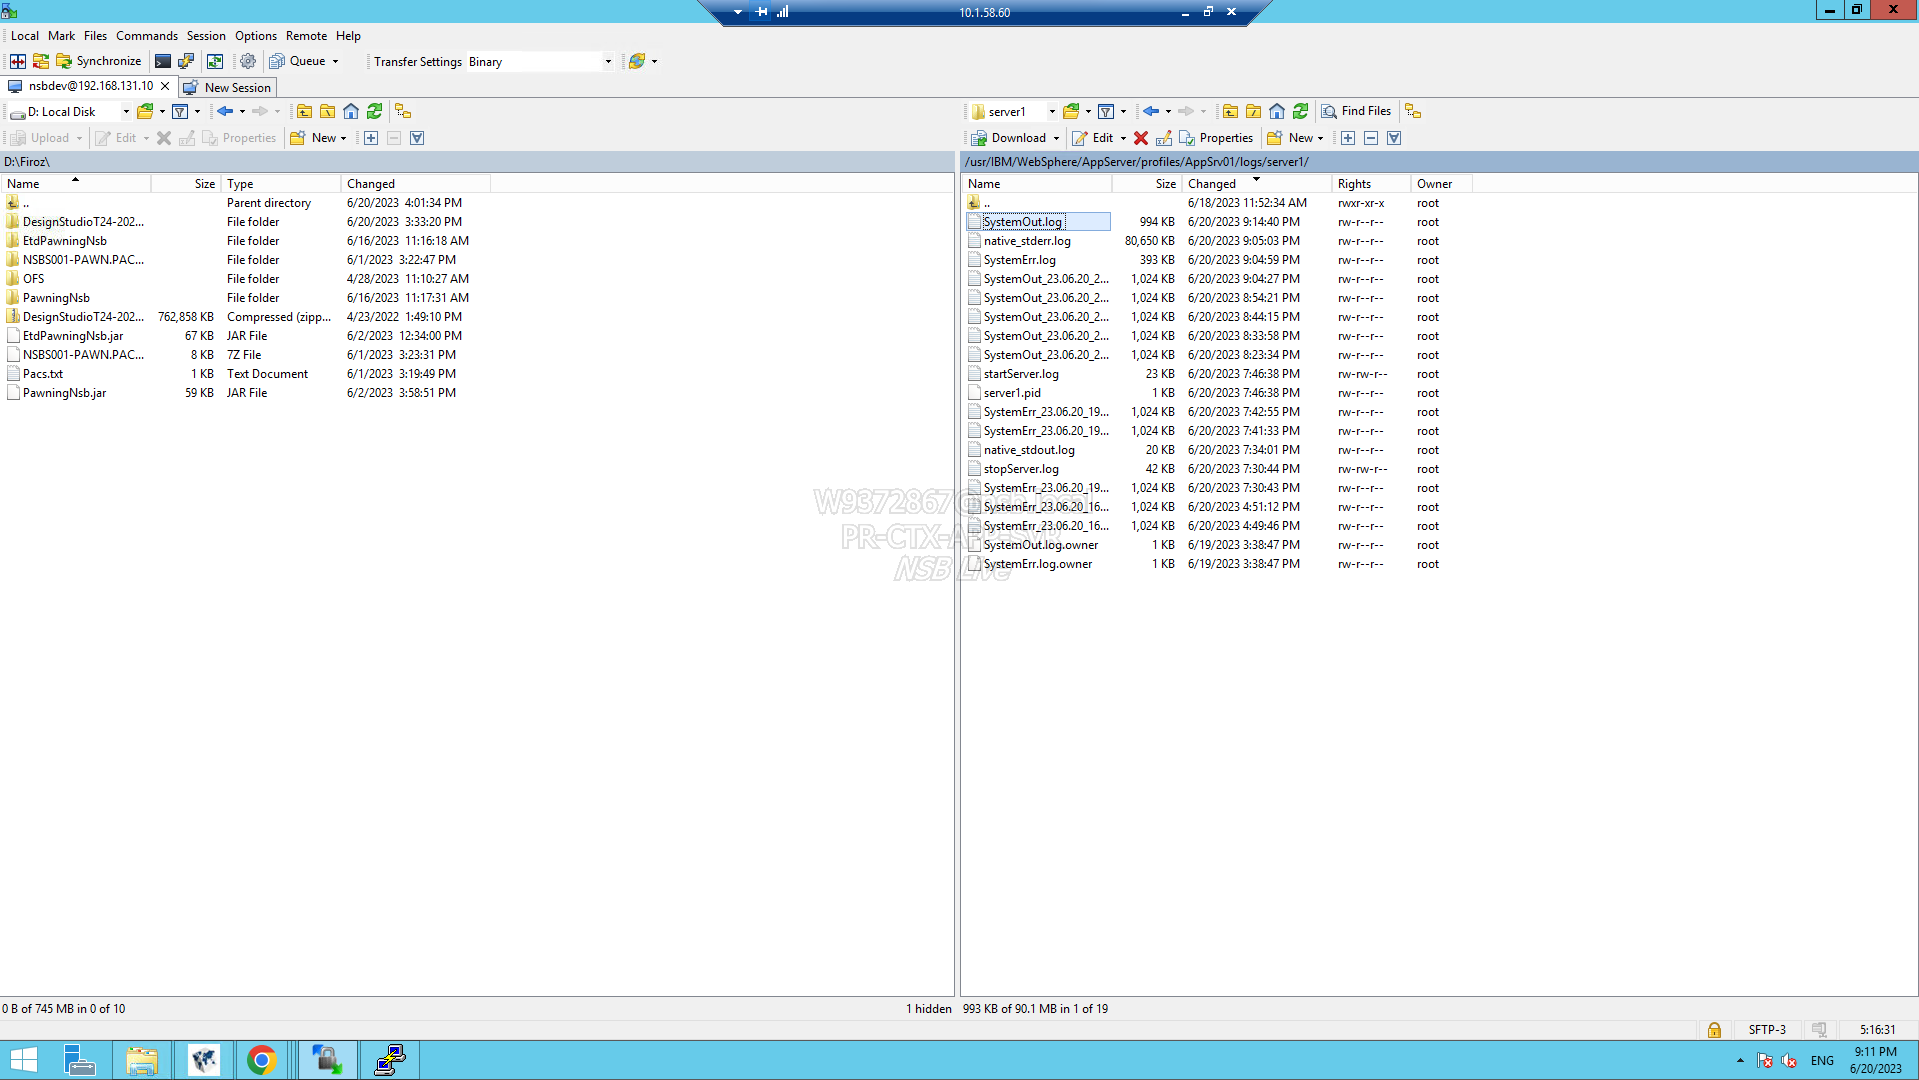 10.1.58.60
Local Mark Files Commands Session Options Remote Help
Synchronize Queue Transfer Settings Binary
nsbdev@192.168.131.10 New Session
D: Local Disk
Upload Edit Properties New
D:\Firoz\
Name Size Type Changed
.. Parent directory 6/20/2023 4:01:34 PM
DesignStudioT24-202... File folder 6/20/2023 3:33:20 PM
EtdPawningNsb File folder 6/16/2023 11:16:18 AM
NSBS001-PAWN.PAC... File folder 6/1/2023 3:22:47 PM
OFS File folder 4/28/2023 11:10:27 AM
PawningNsb File folder 6/16/2023 11:17:31 AM
DesignStudioT24-202... 762,858 KB Compressed (zipp... 4/23/2022 1:49:10 PM
EtdPawningNsb.jar 67 KB JAR File 6/2/2023 12:34:00 PM
NSBS001-PAWN.PAC... 8 KB 7Z File 6/1/2023 3:23:31 PM
Pacs.txt 1 KB Text Document 6/1/2023 3:19:49 PM
PawningNsb.jar 59 KB JAR File 6/2/2023 3:58:51 PM
server1 Find Files
Download Edit Properties New
/usr/IBM/WebSphere/AppServer/profiles/AppSrv01/logs/server1/
Name Size Changed Rights Owner
.. 6/18/2023 11:52:34 AM rwxr-xr-x root
SystemOut.log 994 KB 6/20/2023 9:14:40 PM rw-r--r-- root
native_stderr.log 80,650 KB 6/20/2023 9:05:03 PM rw-r--r-- root
SystemErr.log 393 KB 6/20/2023 9:04:59 PM rw-r--r-- root
SystemOut_23.06.20_2... 1,024 KB 6/20/2023 9:04:27 PM rw-r--r-- root
SystemOut_23.06.20_2... 1,024 KB 6/20/2023 8:54:21 PM rw-r--r-- root
SystemOut_23.06.20_2... 1,024 KB 6/20/2023 8:44:15 PM rw-r--r-- root
SystemOut_23.06.20_2... 1,024 KB 6/20/2023 8:33:58 PM rw-r--r-- root
SystemOut_23.06.20_2... 1,024 KB 6/20/2023 8:23:34 PM rw-r--r-- root
startServer.log 23 KB 6/20/2023 7:46:38 PM rw-rw-r-- root
server1.pid 1 KB 6/20/2023 7:46:38 PM rw-r--r-- root
SystemErr_23.06.20_19... 1,024 KB 6/20/2023 7:42:55 PM rw-r--r-- root
SystemErr_23.06.20_19... 1,024 KB 6/20/2023 7:41:33 PM rw-r--r-- root
native_stdout.log 20 KB 6/20/2023 7:34:01 PM rw-r--r-- root
stopServer.log 42 KB 6/20/2023 7:30:44 PM rw-rw-r-- root
SystemErr_23.06.20_19... 1,024 KB 6/20/2023 7:30:43 PM rw-r--r-- root
SystemErr_23.06.20_16... 1,024 KB 6/20/2023 4:51:12 PM rw-r--r-- root
SystemErr_23.06.20_16... 1,024 KB 6/20/2023 4:49:46 PM rw-r--r-- root
SystemOut.log.owner 1 KB 6/19/2023 3:38:47 PM rw-r--r-- root
SystemErr.log.owner 1 KB 6/19/2023 3:38:47 PM rw-r--r-- root
W9372867@nsb.local
PR-CTX-APP-SVR
NSB Live
0 B of 745 MB in 0 of 10 1 hidden 993 KB of 90.1 MB in 1 of 19
SFTP-3 5:16:31
ENG 9:11 PM
6/20/2023